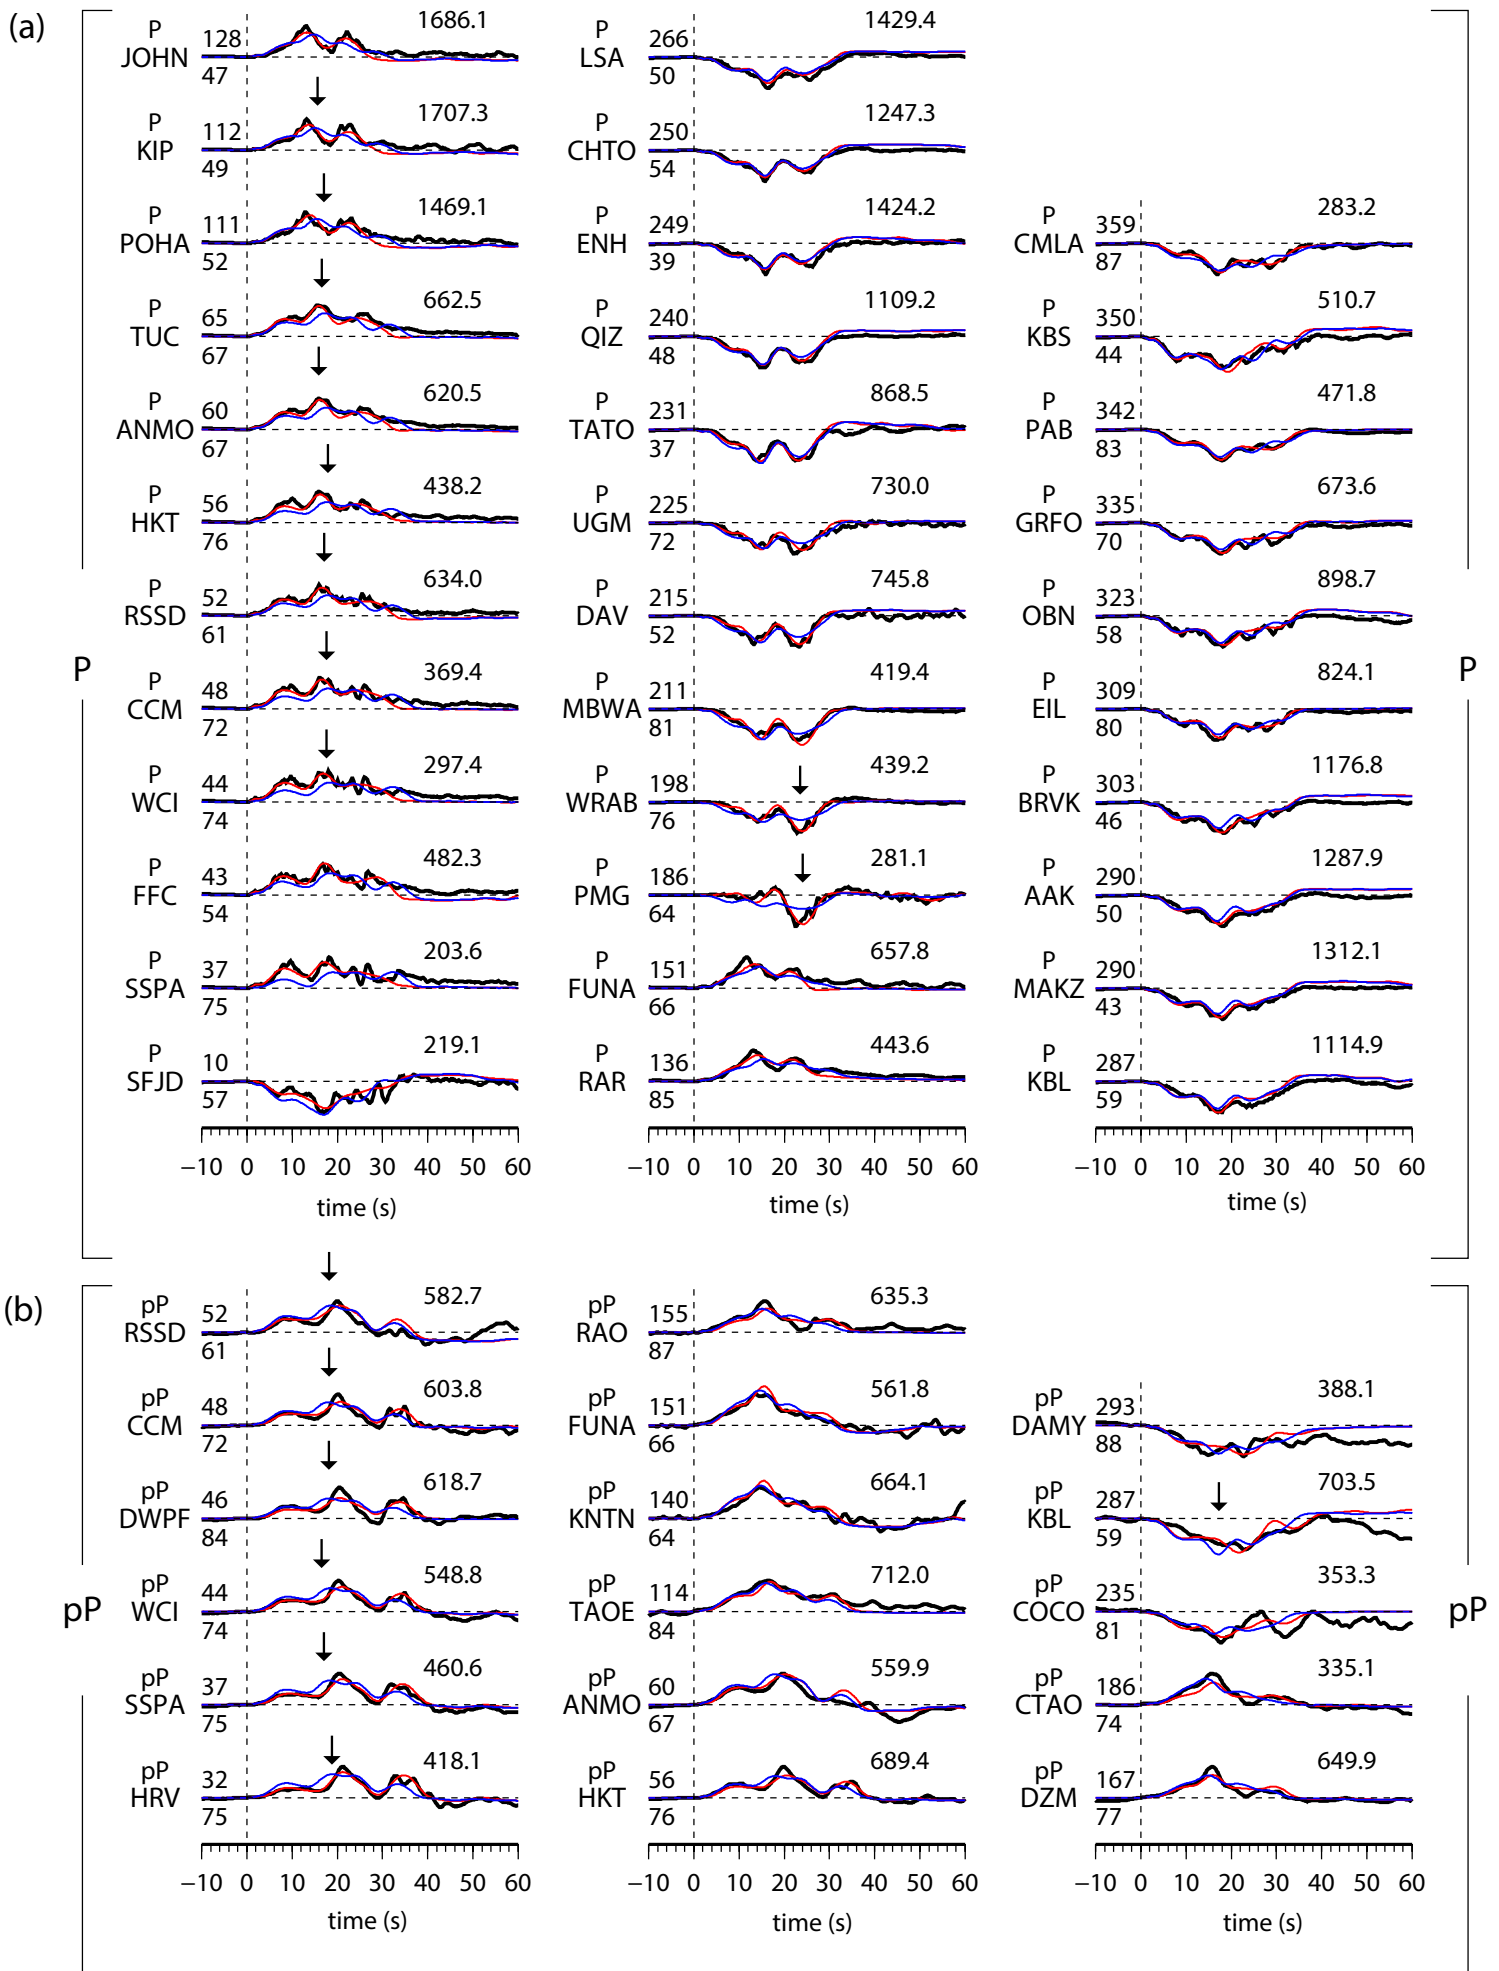 (a)
P
JOHN
128
47
1686.1
P
KIP
112
49
1707.3
P
POHA
111
52
1469.1
P
TUC
65
67
662.5
P
ANMO
60
67
620.5
P
HKT
56
76
438.2
P
RSSD
52
61
634.0
P
CCM
48
72
369.4
P
WCI
44
74
297.4
P
FFC
43
54
482.3
P
SSPA
37
75
203.6
P
SFJD
10
57
219.1
−10 0 10 20 30 40 50 60
time (s)
P
LSA
266
50
1429.4
P
CHTO
250
54
1247.3
P
ENH
249
39
1424.2
P
QIZ
240
48
1109.2
P
TATO
231
37
868.5
P
UGM
225
72
730.0
P
DAV
215
52
745.8
P
MBWA
211
81
419.4
P
WRAB
198
76
439.2
P
PMG
186
64
281.1
P
FUNA
151
66
657.8
P
RAR
136
85
443.6
−10 0 10 20 30 40 50 60
time (s)
P
CMLA
359
87
283.2
P
KBS
350
44
510.7
P
PAB
342
83
471.8
P
GRFO
335
70
673.6
P
OBN
323
58
898.7
P
EIL
309
80
824.1
P
BRVK
303
46
1176.8
P
AAK
290
50
1287.9
P
MAKZ
290
43
1312.1
P
KBL
287
59
1114.9
−10 0 10 20 30 40 50 60
time (s)
P
P
(b)
pP
RSSD
52
61
582.7
pP
CCM
48
72
603.8
pP
DWPF
46
84
618.7
pP
WCI
44
74
548.8
pP
SSPA
37
75
460.6
pP
HRV
32
75
418.1
−10 0 10 20 30 40 50 60
time (s)
pP
RAO
155
87
635.3
pP
FUNA
151
66
561.8
pP
KNTN
140
64
664.1
pP
TAOE
114
84
712.0
pP
ANMO
60
67
559.9
pP
HKT
56
76
689.4
−10 0 10 20 30 40 50 60
time (s)
pP
DAMY
293
88
388.1
pP
KBL
287
59
703.5
pP
COCO
235
81
353.3
pP
CTAO
186
74
335.1
pP
DZM
167
77
649.9
−10 0 10 20 30 40 50 60
time (s)
pP
pP